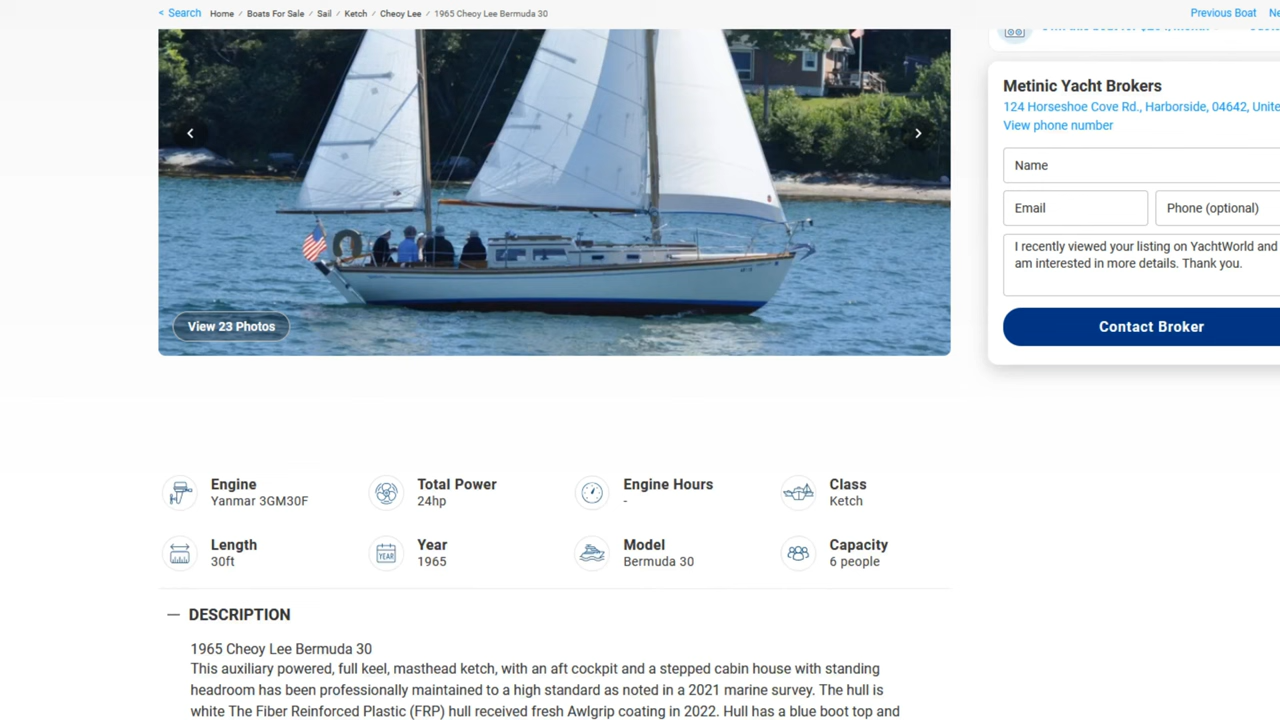 < Search Home / Boats For Sale / Sail / Ketch / Cheoy Lee / 1965 Cheoy Lee Bermuda 30
Previous Boat
Metinic Yacht Brokers
124 Horseshoe Cove Rd., Harborside, 04642,
View phone number
Name
Email
Phone (optional)
I recently viewed your listing on YachtWorld and
am interested in more details. Thank you.
Contact Broker
View 23 Photos
Engine
Yanmar 3GM30F
Total Power
24hp
Engine Hours
-
Class
Ketch
Length
30ft
YEAR
Year
1965
Model
Bermuda 30
Capacity
6 people
— DESCRIPTION
1965 Cheoy Lee Bermuda 30
This auxiliary powered, full keel, masthead ketch, with an aft cockpit and a stepped cabin house with standing
headroom has been professionally maintained to a high standard as noted in a 2021 marine survey. The hull is
white The Fiber Reinforced Plastic (FRP) hull received fresh Awlgrip coating in 2022. Hull has a blue boot top and